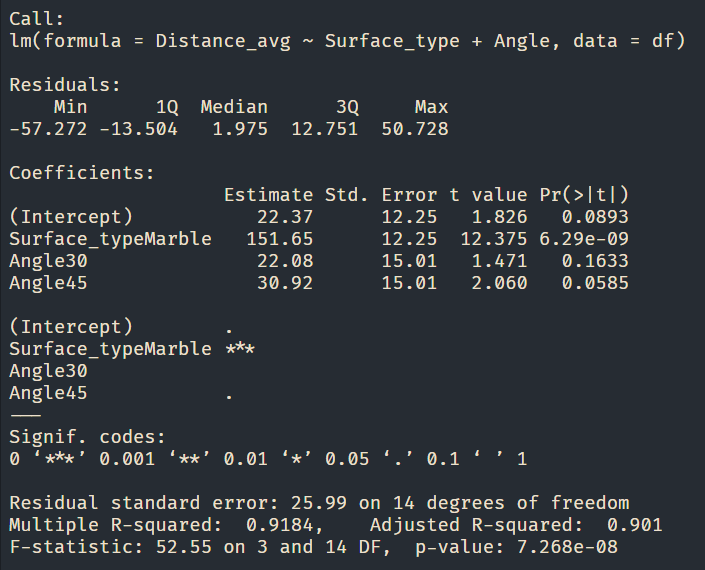 Call:
lm(formula = Distance_avg ~ Surface_type + Angle, data = df)

Residuals:
    Min      1Q  Median      3Q     Max
-57.272 -13.504   1.975  12.751  50.728

Coefficients:
                   Estimate Std. Error t value Pr(>|t|)
(Intercept)           22.37      12.25   1.826   0.0893
Surface_typeMarble   151.65      12.25  12.375 6.29e-09
Angle30               22.08      15.01   1.471   0.1633
Angle45               30.92      15.01   2.060   0.0585

(Intercept)        .
Surface_typeMarble ***
Angle30
Angle45            .
---
Signif. codes:
0 ‘***’ 0.001 ‘**’ 0.01 ‘*’ 0.05 ‘.’ 0.1 ‘ ’ 1

Residual standard error: 25.99 on 14 degrees of freedom
Multiple R-squared:  0.9184,    Adjusted R-squared:  0.901
F-statistic: 52.55 on 3 and 14 DF,  p-value: 7.268e-08